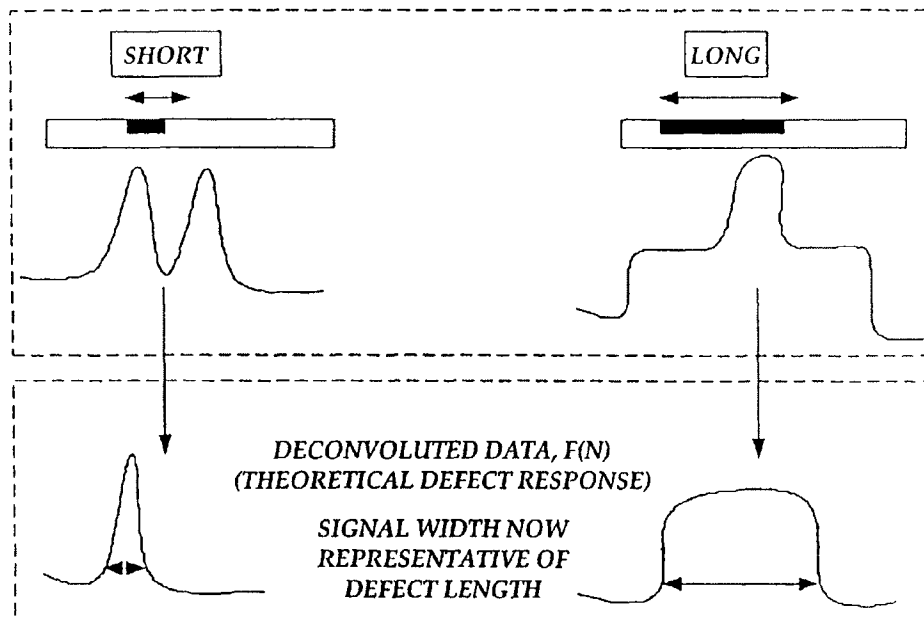 SHORT
LONG
DECONVOLUTED DATA, F(N)
(THEORETICAL DEFECT RESPONSE)
SIGNAL WIDTH NOW
REPRESENTATIVE OF
DEFECT LENGTH